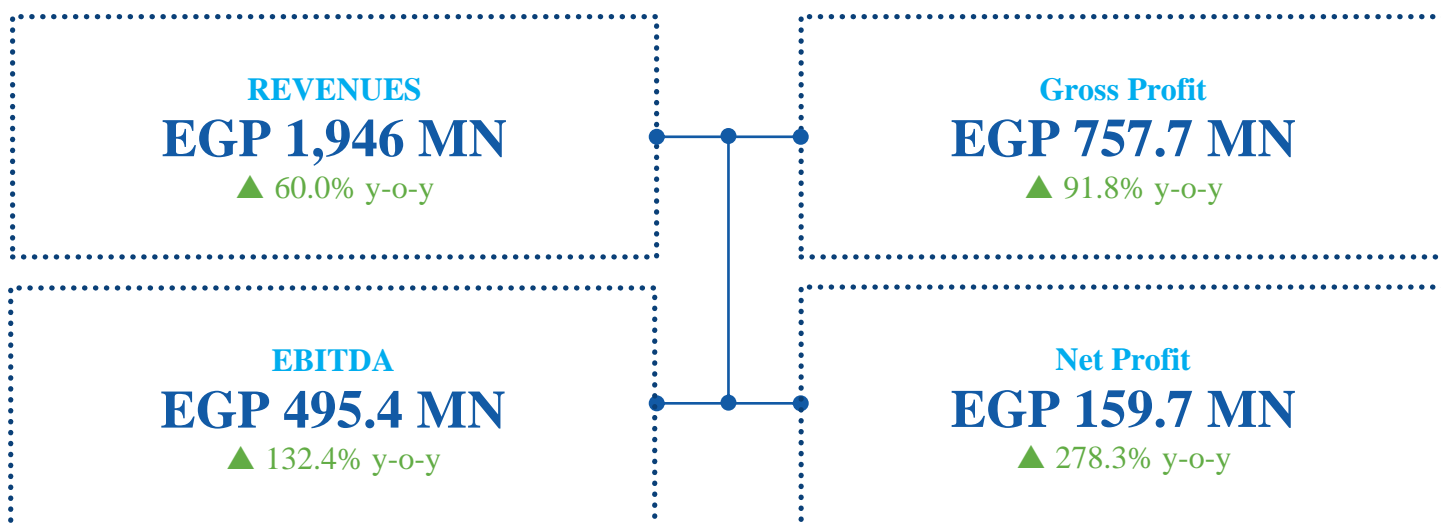 REVENUES
EGP 1,946 MN
▲ 60.0% y-o-y
Gross Profit
EGP 757.7 MN
▲ 91.8% y-o-y
EBITDA
EGP 495.4 MN
▲ 132.4% y-o-y
Net Profit
EGP 159.7 MN
▲ 278.3% y-o-y